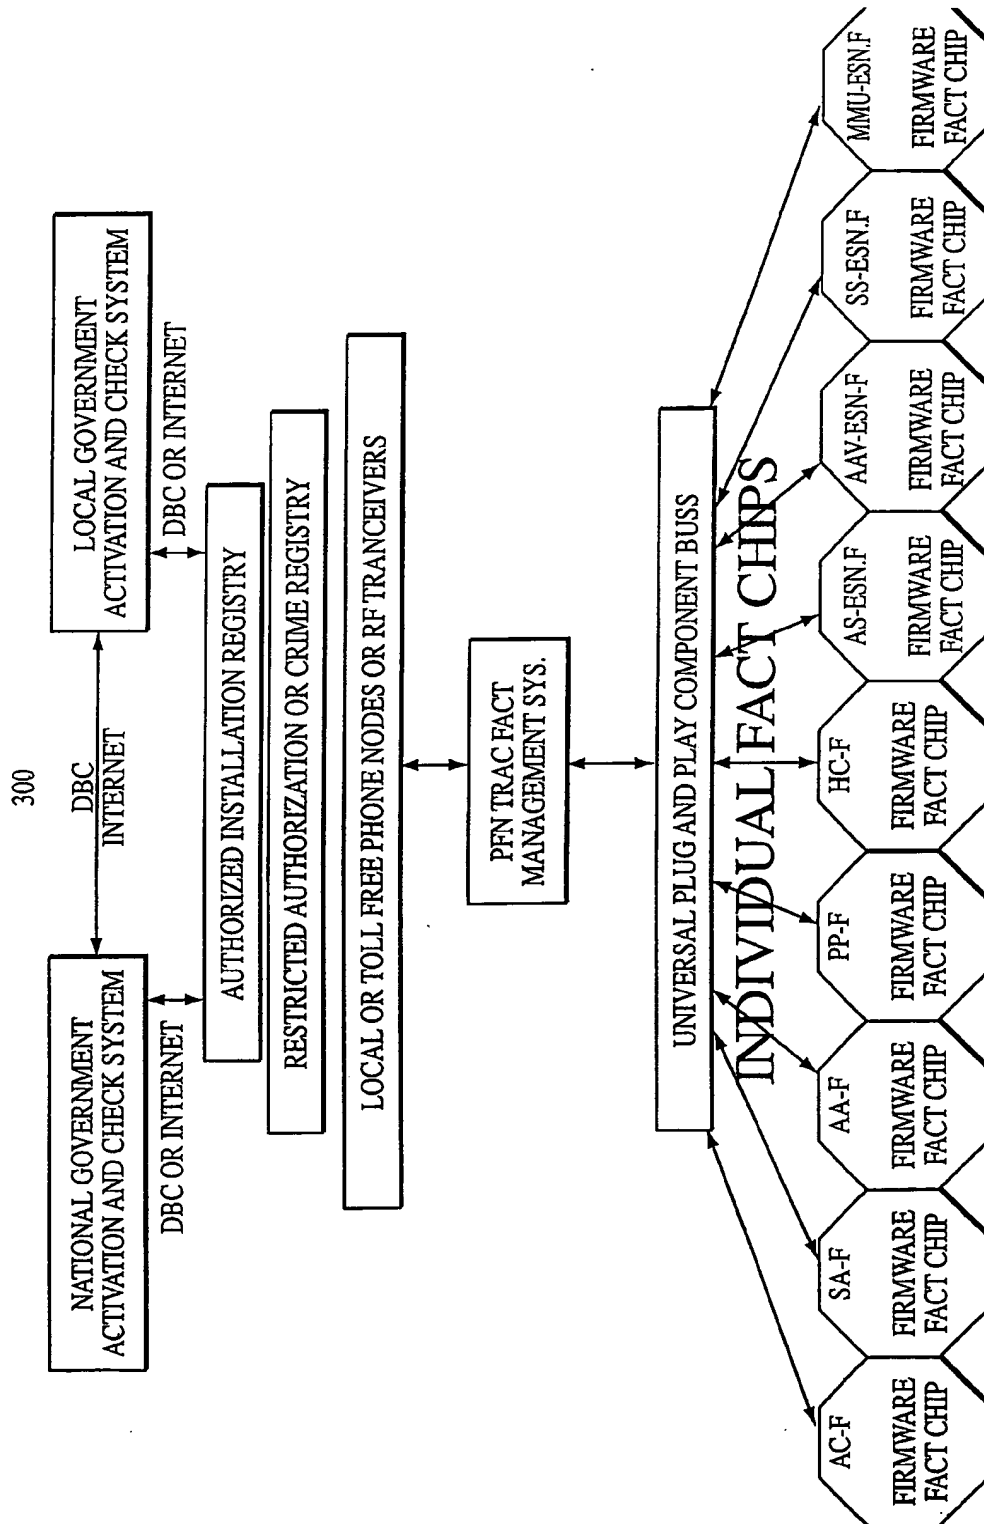 300
NATIONAL GOVERNMENT
ACTIVATION AND CHECK SYSTEM
DBC
INTERNET
LOCAL GOVERNMENT
ACTIVATION AND CHECK SYSTEM
DBC OR INTERNET
DBC OR INTERNET
AUTHORIZED INSTALLATION REGISTRY
RESTRICTED AUTHORIZATION OR CRIME REGISTRY
LOCAL OR TOLL FREE PHONE NODES OR RF TRANCEIVERS
PFN TRAC FACT
MANAGEMENT SYS.
UNIVERSAL PLUG AND PLAY COMPONENT BUSS
INDIVIDUAL FACT CHIPS
AC-F
FIRMWARE
FACT CHIP
SA-F
FIRMWARE
FACT CHIP
AA-F
FIRMWARE
FACT CHIP
PP-F
FIRMWARE
FACT CHIP
HC-F
FIRMWARE
FACT CHIP
AS-ESN.F
FIRMWARE
FACT CHIP
AAV-ESN-F
FIRMWARE
FACT CHIP
SS-ESN.F
FIRMWARE
FACT CHIP
MMU-ESN.F
FIRMWARE
FACT CHIP